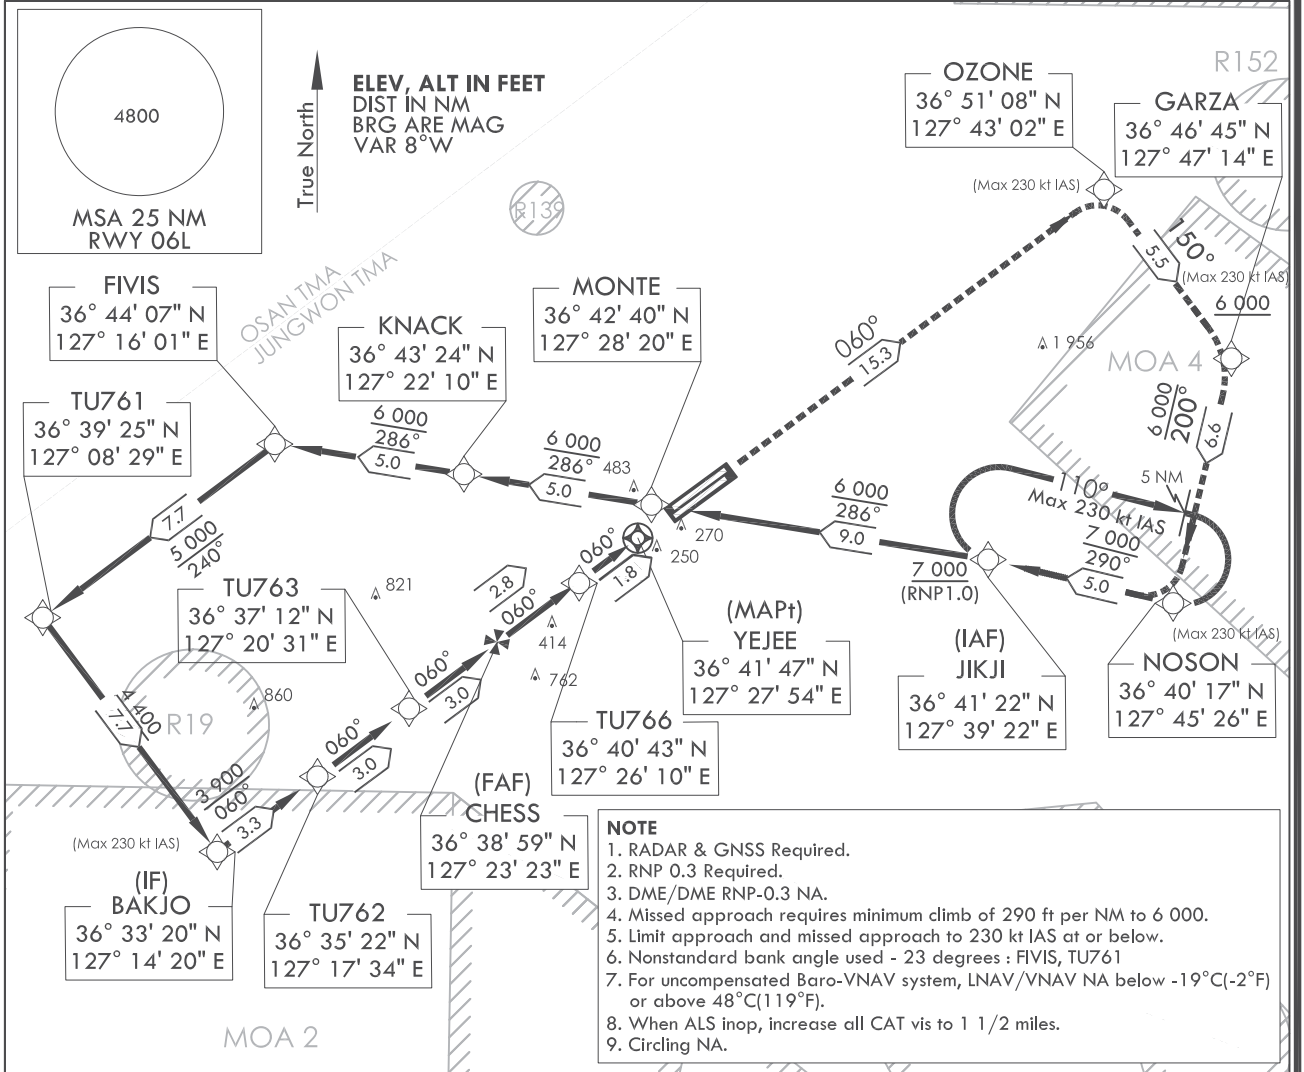 4800
MSA 25 NM
RWY 06L
True North
ELEV, ALT IN FEET
DIST IN NM
BRG ARE MAG
VAR 8°W
R139
OSAN TMA
JUNGWON TMA
OZONE
36° 51' 08" N
127° 43' 02" E
(Max 230 kt IAS)
R152
GARZA
36° 46' 45" N
127° 47' 14" E
150°
5.5
(Max 230 kt IAS)
6 000
FIVIS
36° 44' 07" N
127° 16' 01" E
KNACK
36° 43' 24" N
127° 22' 10" E
MONTE
36° 42' 40" N
127° 28' 20" E
060°
15.3
1 956
MOA 4
TU761
36° 39' 25" N
127° 08' 29" E
6 000
286°
5.0
6 000
286°
5.0
483
6 000
200°
6.6
5 NM
110°
Max 230 kt IAS
6 000
286°
9.0
7 000
290°
5.0
7 000
(RNP1.0)
270
250
7.7
5 000
240°
060°
1.8
2.8
060°
821
414
762
TU763
36° 37' 12" N
127° 20' 31" E
(MAPt)
YEJEE
36° 41' 47" N
127° 27' 54" E
(IAF)
JIKJI
36° 41' 22" N
127° 39' 22" E
(Max 230 kt IAS)
NOSON
36° 40' 17" N
127° 45' 26" E
4 400
7.7
R19
860
060°
3.0
060°
3.0
TU766
36° 40' 43" N
127° 26' 10" E
3 900
060°
3.3
(Max 230 kt IAS)
(FAF)
CHESS
36° 38' 59" N
127° 23' 23" E
(IF)
BAKJO
36° 33' 20" N
127° 14' 20" E
TU762
36° 35' 22" N
127° 17' 34" E
MOA 2
NOTE
1. RADAR & GNSS Required.
2. RNP 0.3 Required.
3. DME/DME RNP-0.3 NA.
4. Missed approach requires minimum climb of 290 ft per NM to 6 000.
5. Limit approach and missed approach to 230 kt IAS at or below.
6. Nonstandard bank angle used - 23 degrees : FIVIS, TU761
7. For uncompensated Baro-VNAV system, LNAV/VNAV NA below -19°C(-2°F)
or above 48°C(119°F).
8. When ALS inop, increase all CAT vis to 1 1/2 miles.
9. Circling NA.